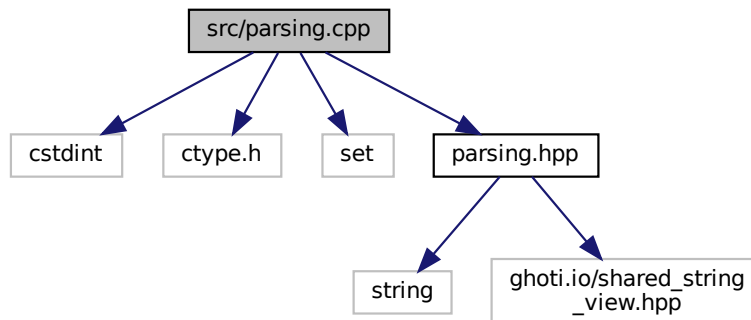 src/parsing.cpp
cstdint
ctype.h
set
parsing.hpp
string
ghoti.io/shared_string
_view.hpp